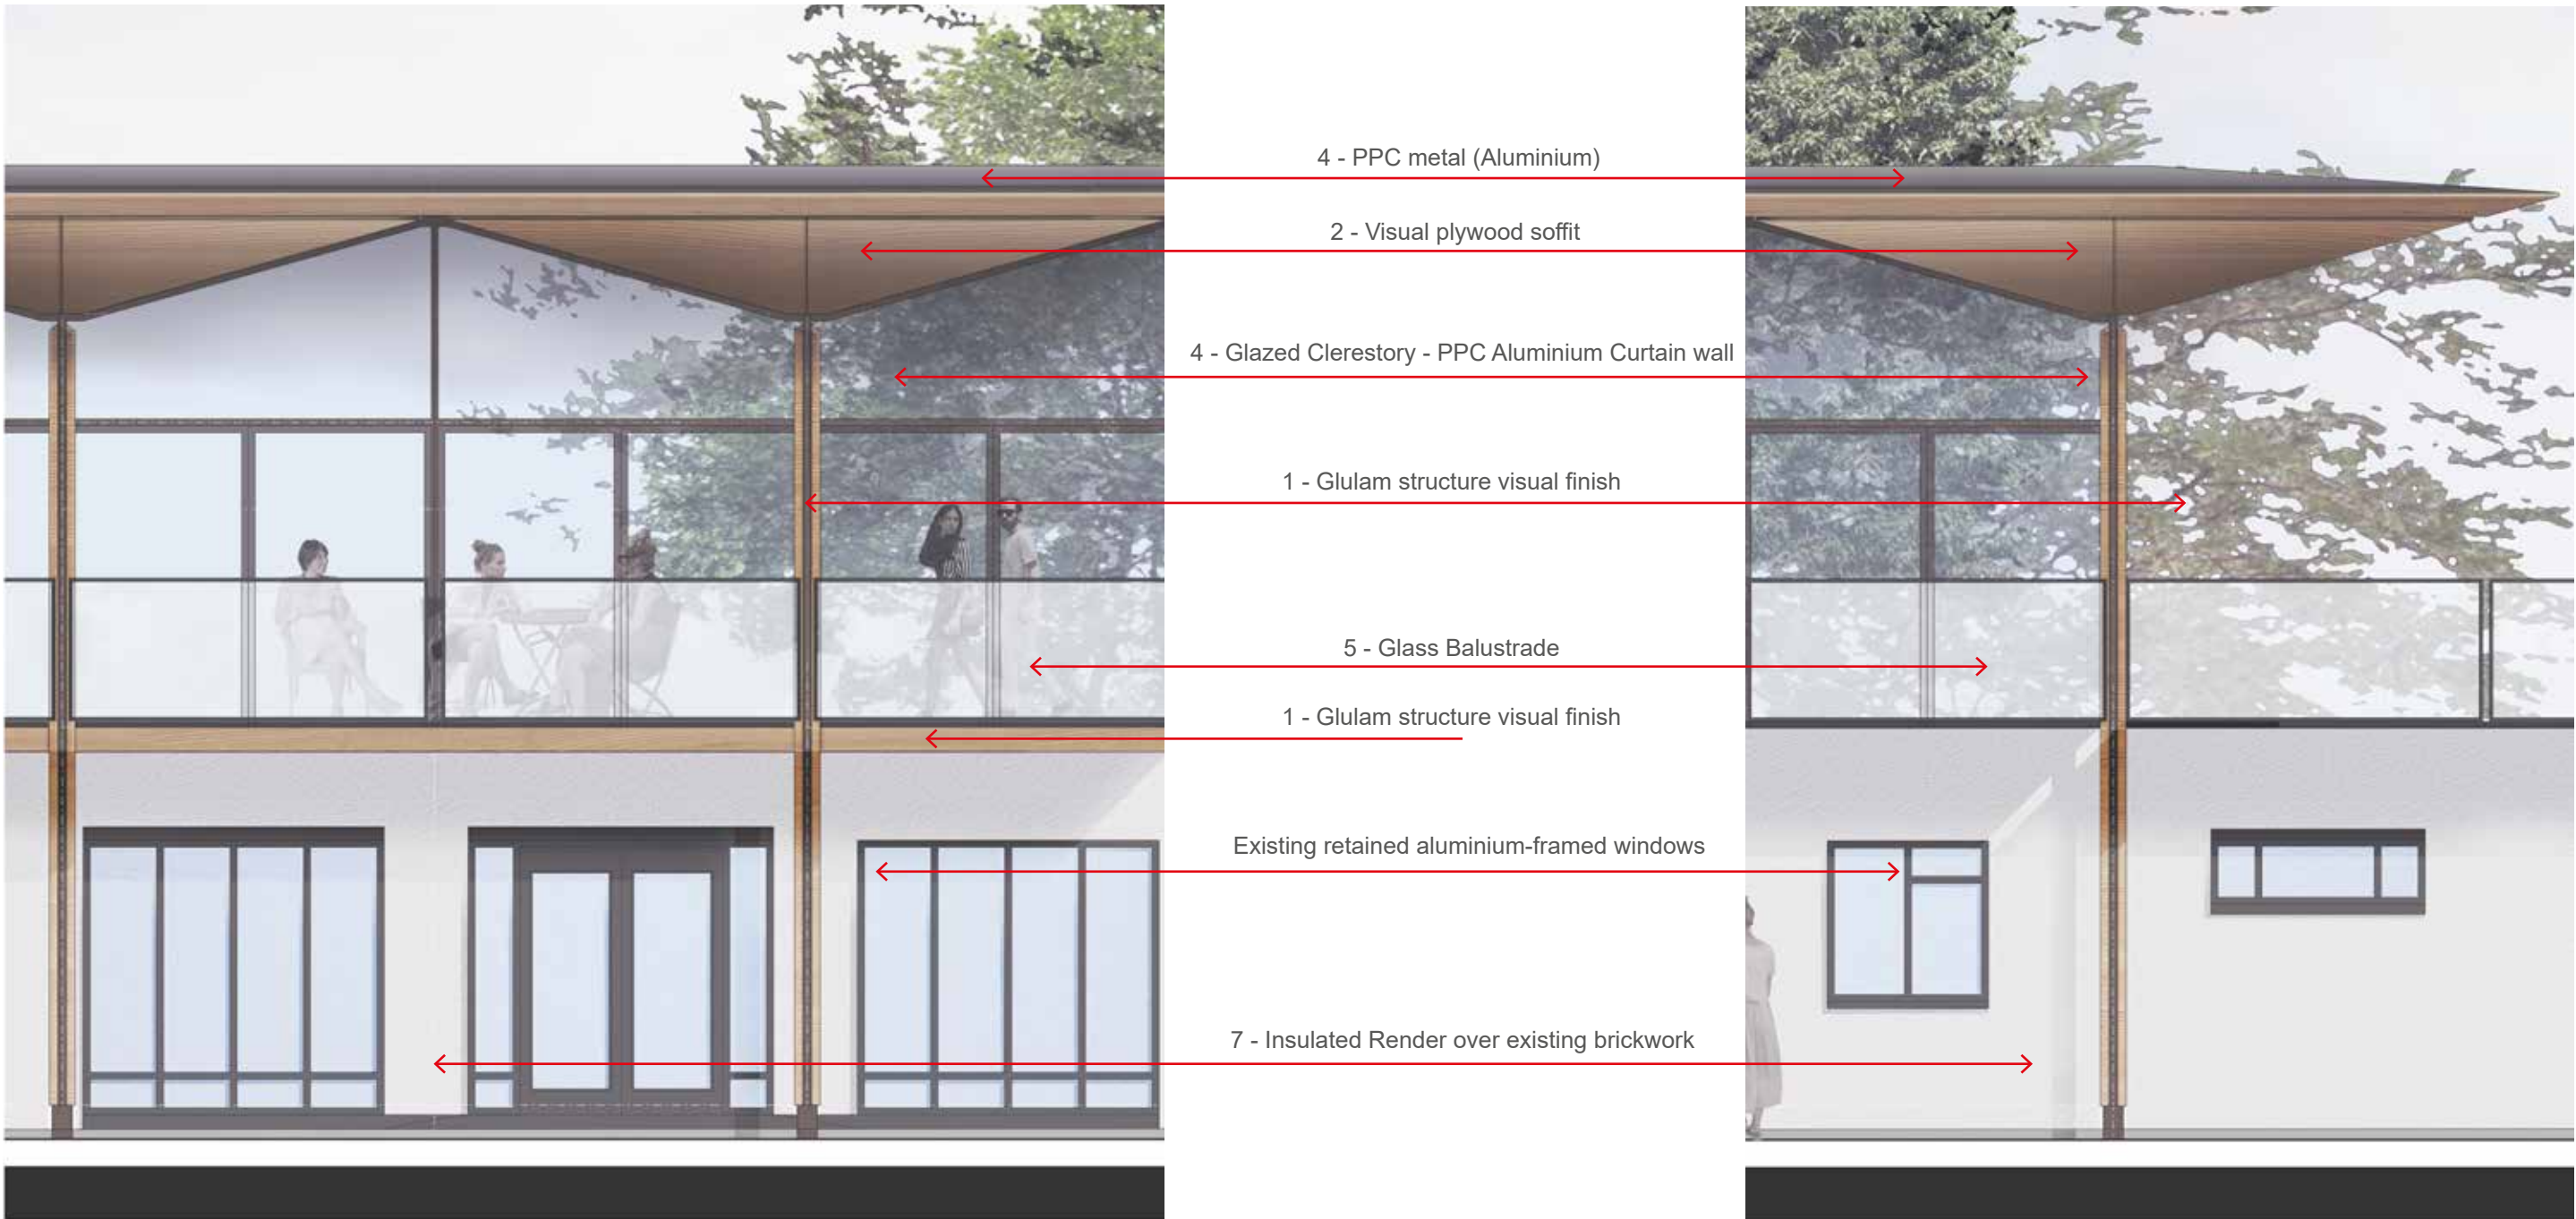 4 - PPC metal (Aluminium)
2 - Visual plywood soffit
4 - Glazed Clerestory - PPC Aluminium Curtain wall
1 - Glulam structure visual finish
5 - Glass Balustrade
1 - Glulam structure visual finish
Existing retained aluminium-framed windows
7 - Insulated Render over existing brickwork